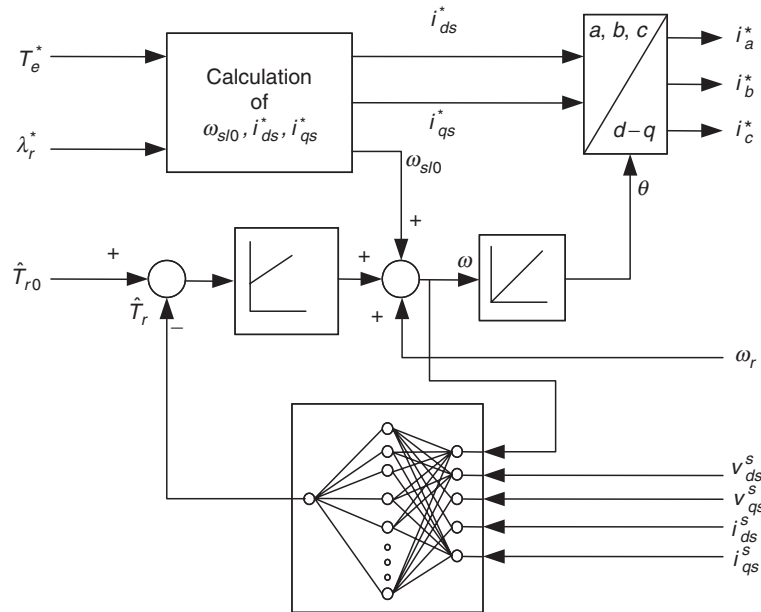 i*ds
a, b, c
i*a
T*e
Calculation
of
ωsl0, i*ds, i*qs
i*b
i*qs
d–q
i*c
λ*r
ωsl0
θ
+
+
+
ω
T̂r0
T̂r
−
+
ωr
vsds
vsqs
isds
isqs